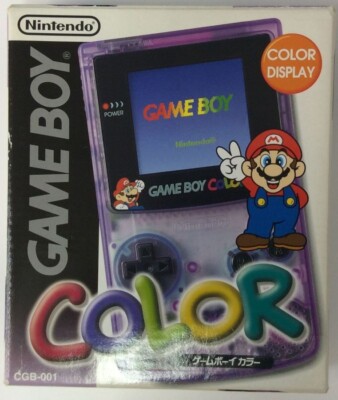 Nintendo®
COLOR
DISPLAY
GAME BOY®
POWER
GAME BOY
Nintendo®
GAME BOY COLOR
COLOR
ゲームボーイ カラー
CGB-001